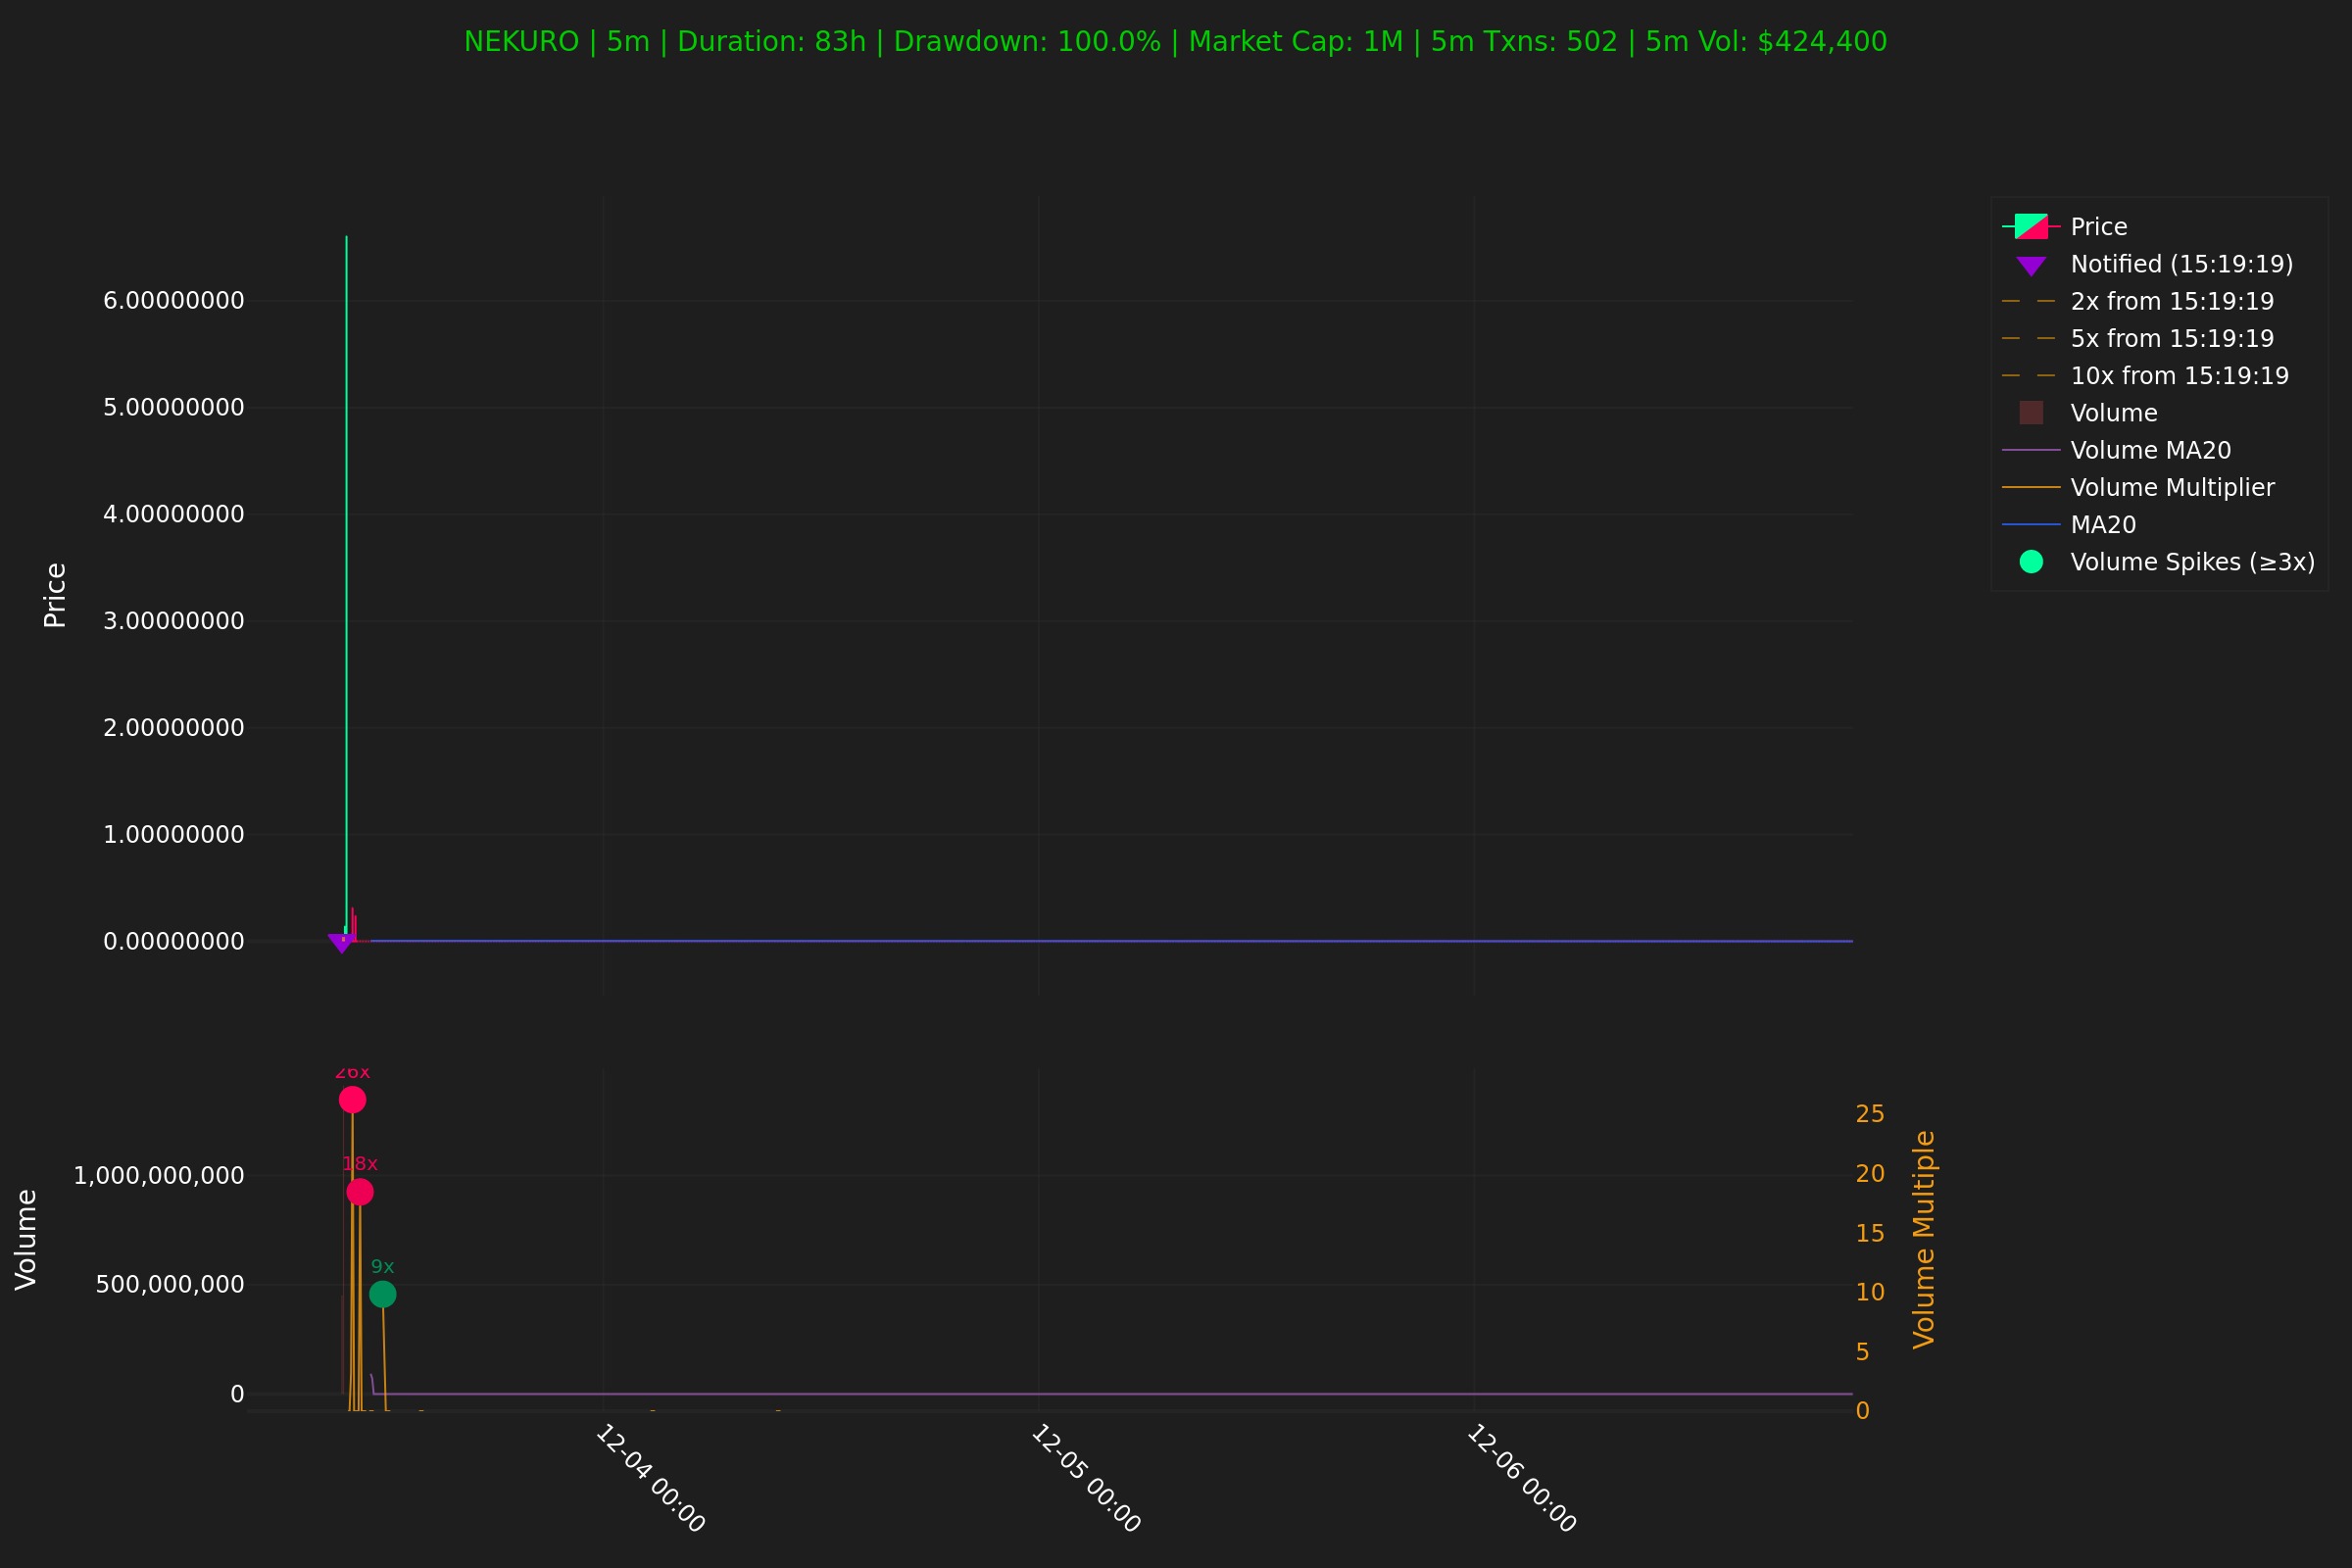 NEKURO | 5m | Duration: 83h | Drawdown: 100.0% | Market Cap: 1M | 5m Txns: 502 | 5m Vol: $424,400
Price
6.00000000
5.00000000
4.00000000
3.00000000
2.00000000
1.00000000
0.00000000
Price
Notified (15:19:19)
2x from 15:19:19
5x from 15:19:19
10x from 15:19:19
Volume
Volume MA20
Volume Multiplier
MA20
Volume Spikes (≥3x)
Volume
1,000,000,000
500,000,000
0
26x
18x
9x
25
20
15
10
5
0
Volume Multiple
12-04 00:00
12-05 00:00
12-06 00:00